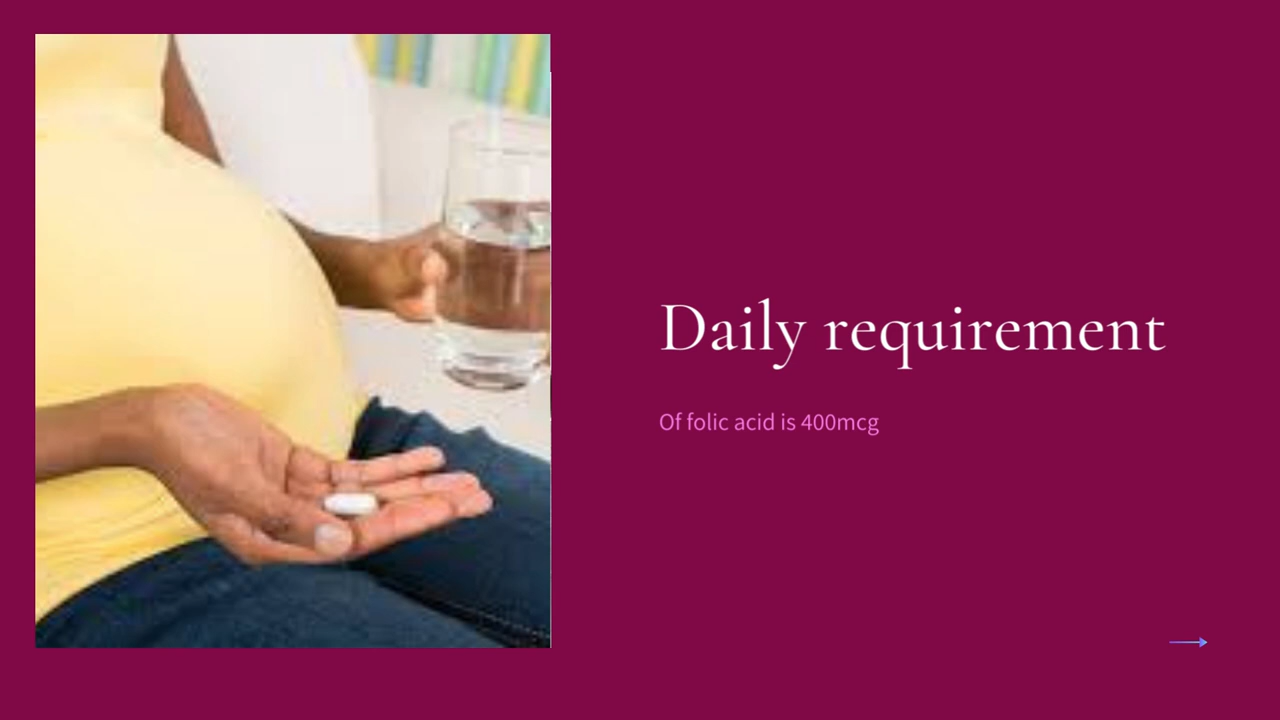 Daily requirement
Of folic acid is 400mcg